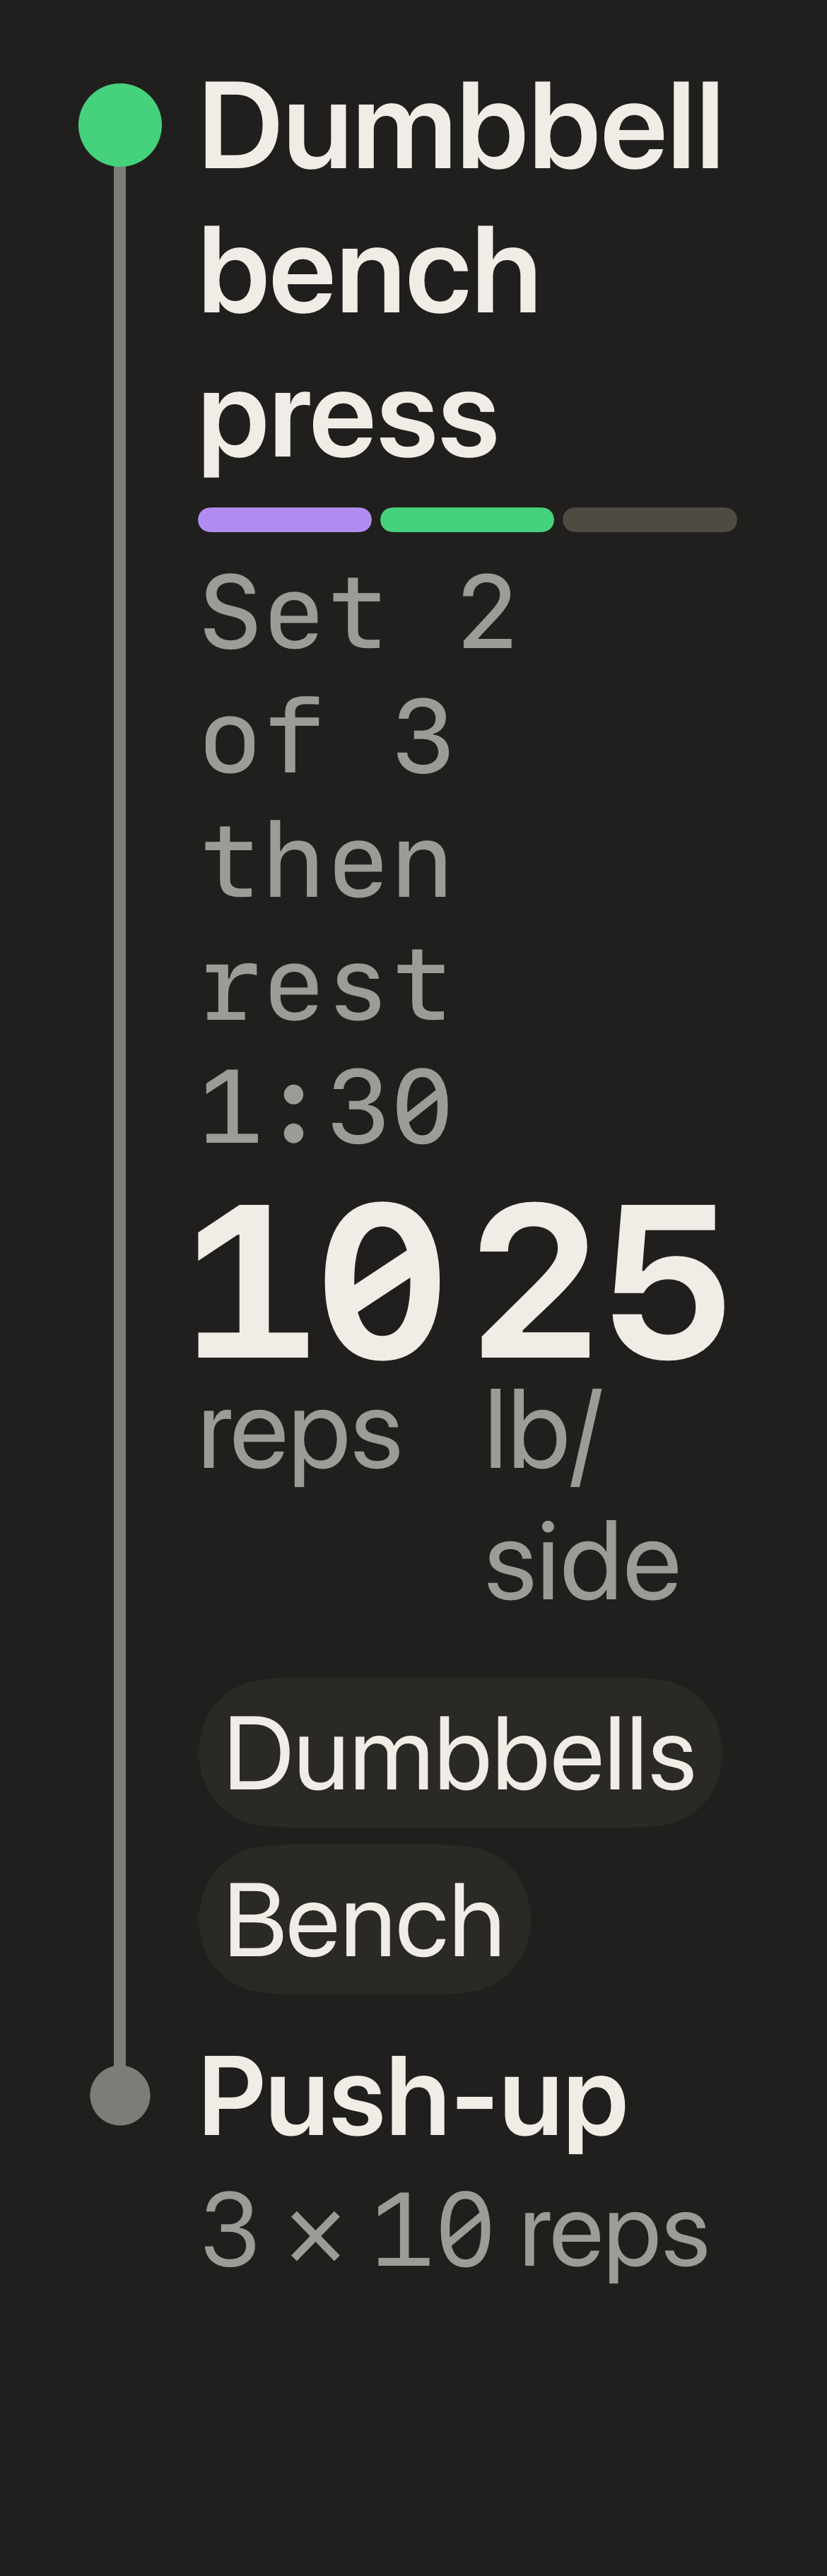 Dumbbell
bench
press
Set 2
of 3
then
rest
1:30
10 25
reps lb/
side
Dumbbells
Bench
Push-up
3 × 10 reps